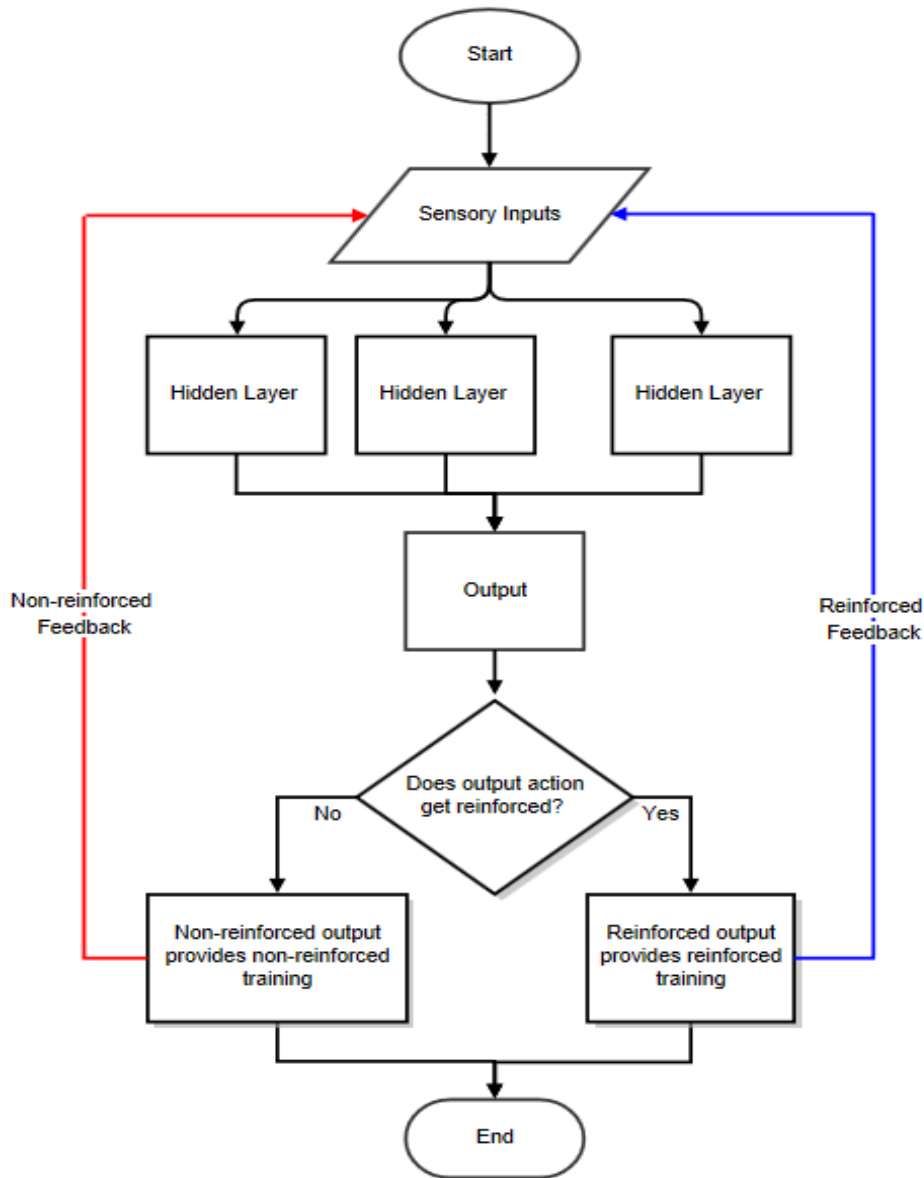 Start
Sensory Inputs
Hidden Layer
Hidden Layer
Hidden Layer
Output
Non-reinforced
Feedback
Reinforced
Feedback
Does output action
get reinforced?
No
Yes
Non-reinforced output
provides non-reinforced
training
Reinforced output
provides reinforced
training
End